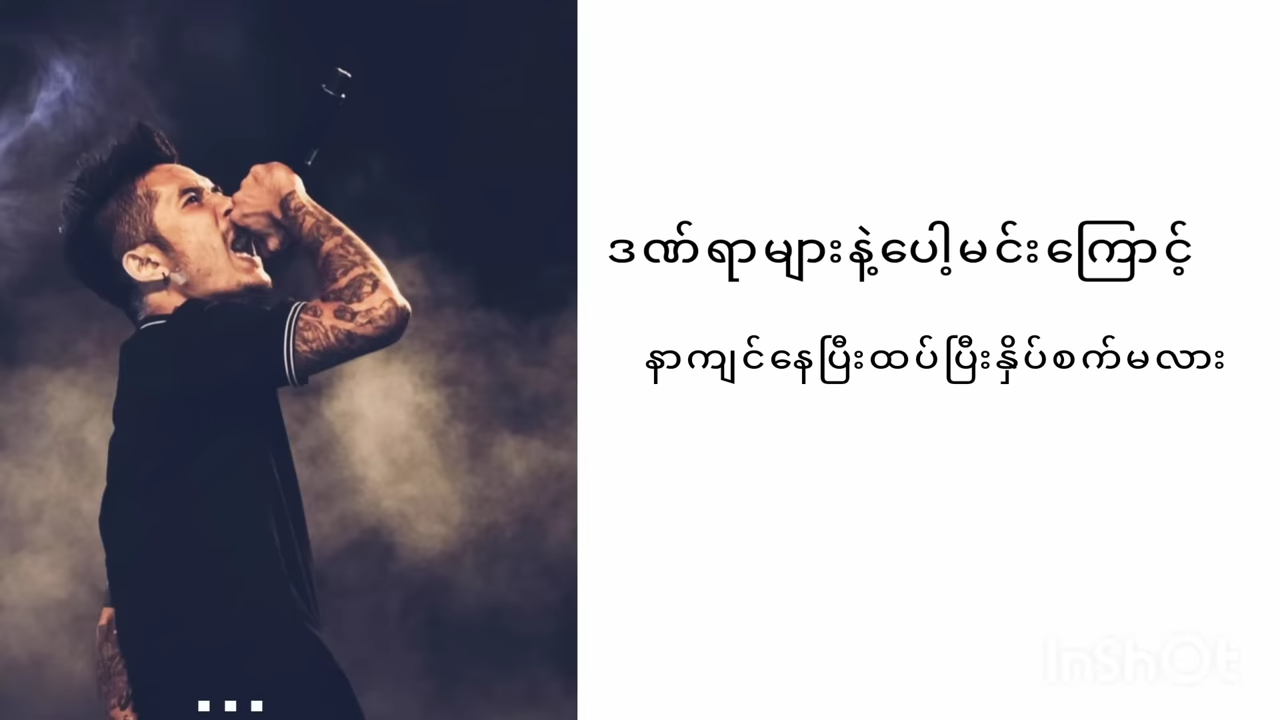 ဒဏ်ရာများနဲ့ပေါ့မင်းကြောင့်
နာကျင်နေပြီးထပ်ပြီးနှိပ်စက်မလား
InShOt